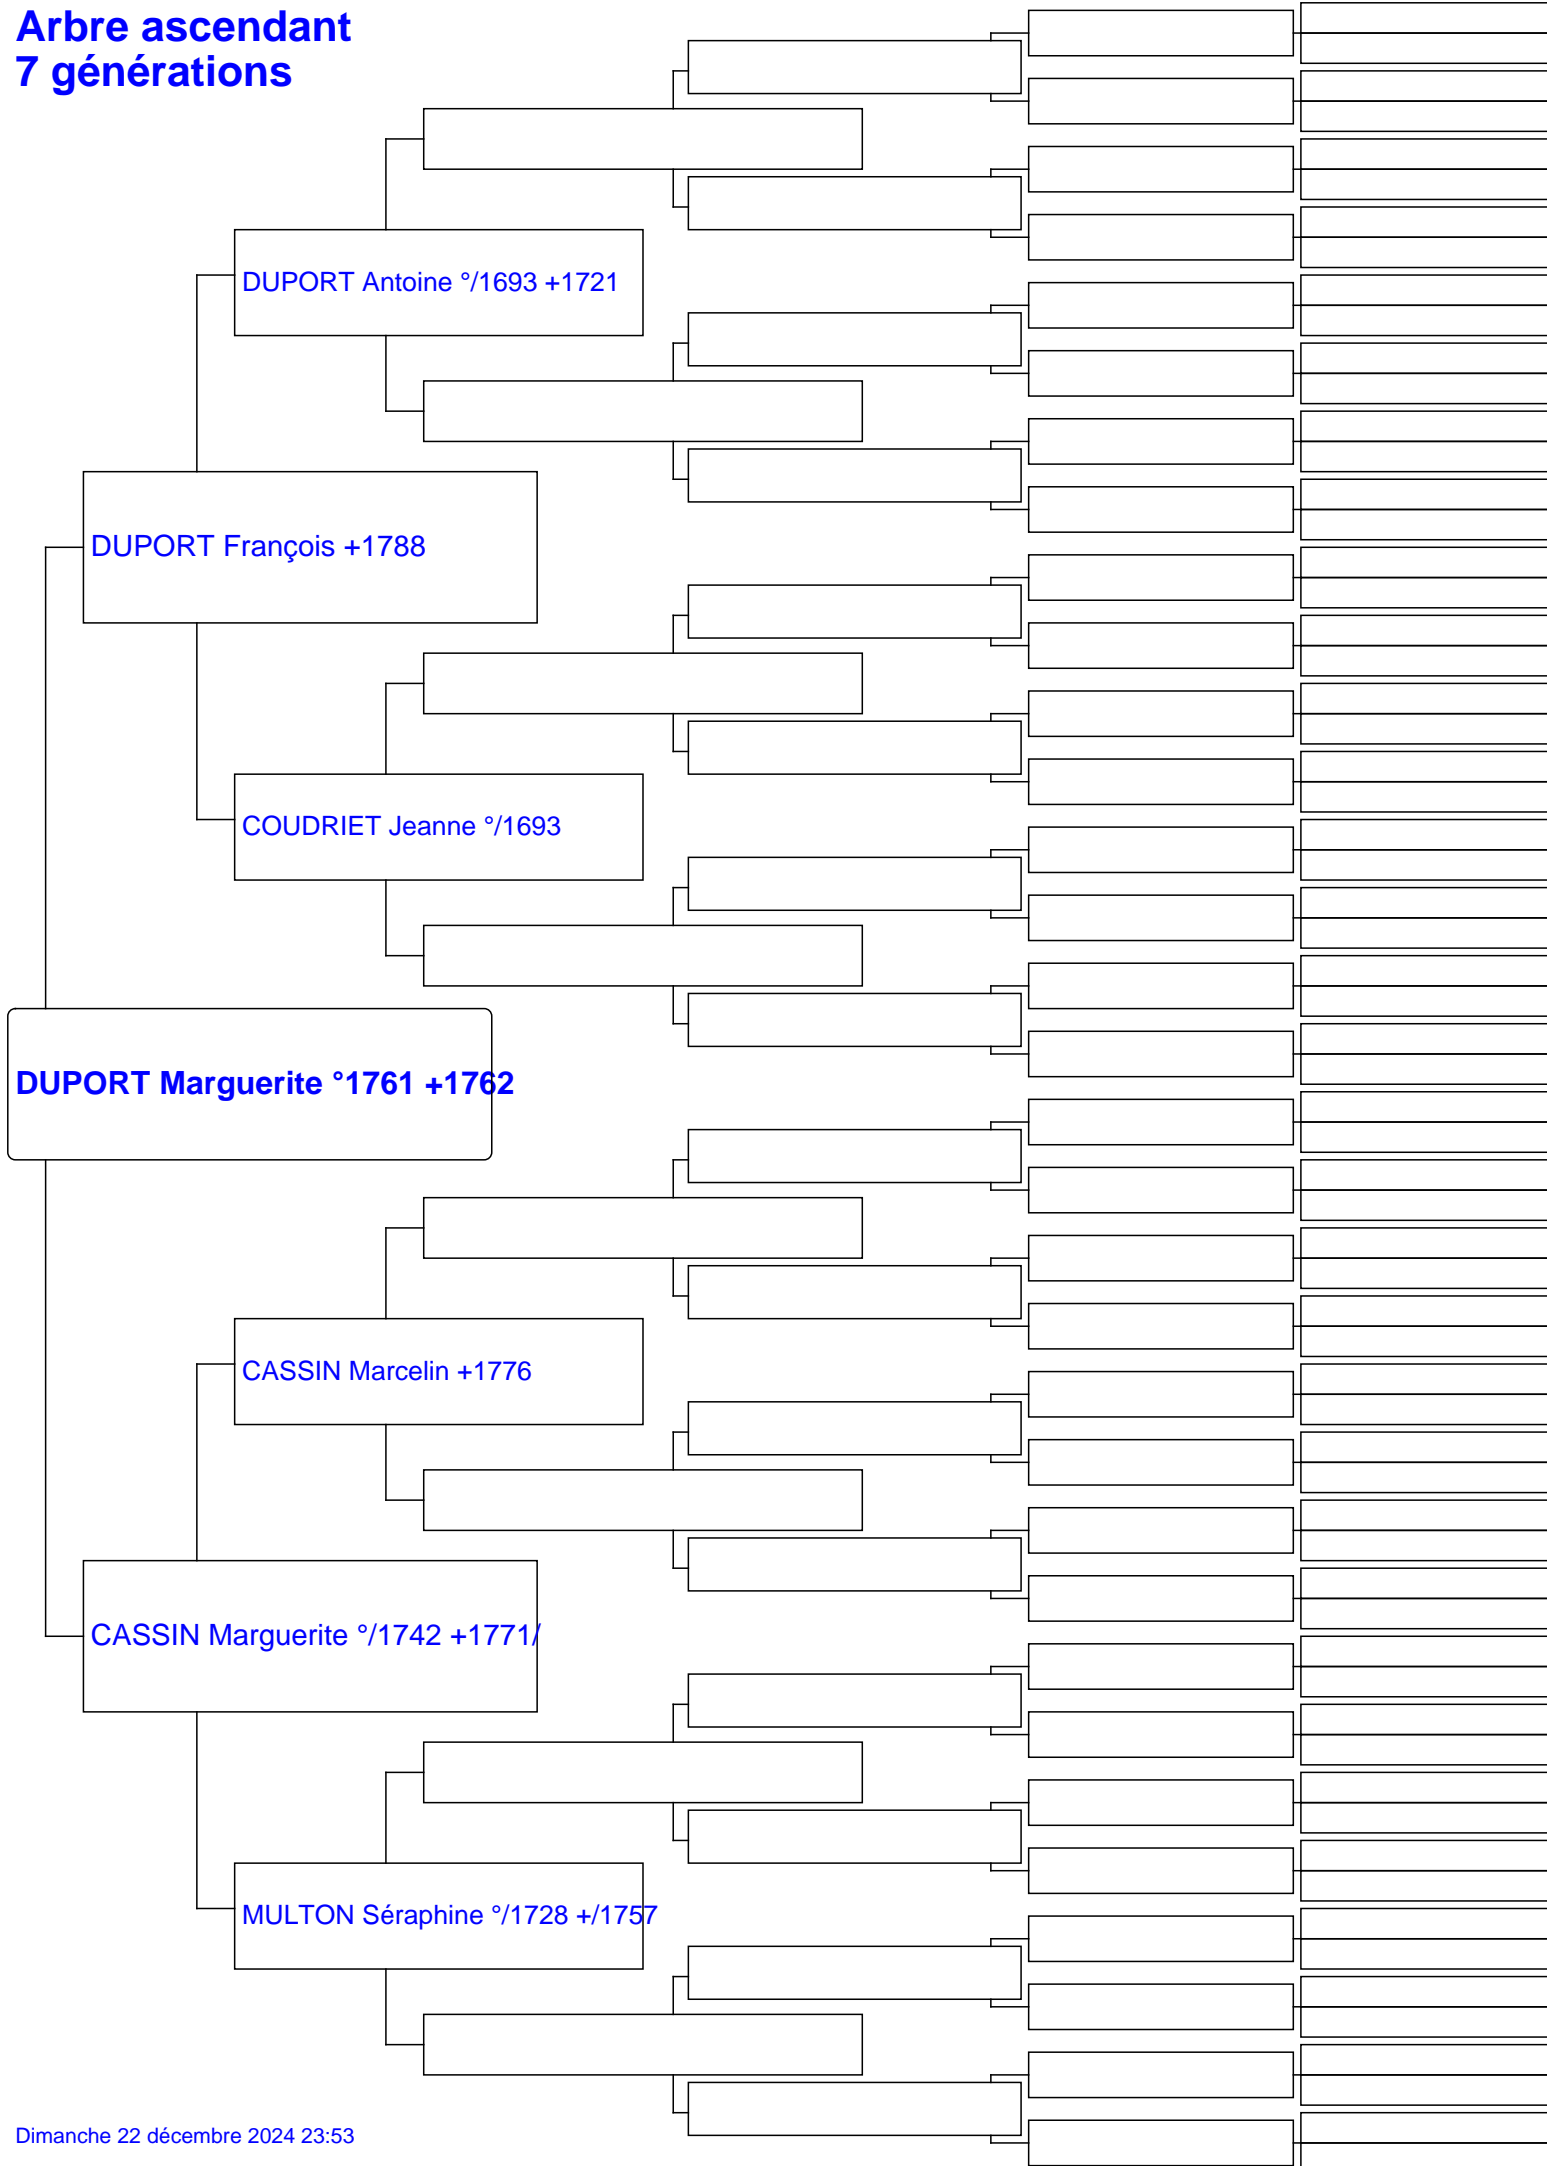 Arbre ascendant
7 générations
DUPORT Antoine °/1693 +1721
DUPORT François +1788
COUDRIET Jeanne °/1693
DUPORT Marguerite °1761 +1762
CASSIN Marcelin +1776
CASSIN Marguerite °/1742 +1771/
MULTON Séraphine °/1728 +/1757
Dimanche 22 décembre 2024 23:53